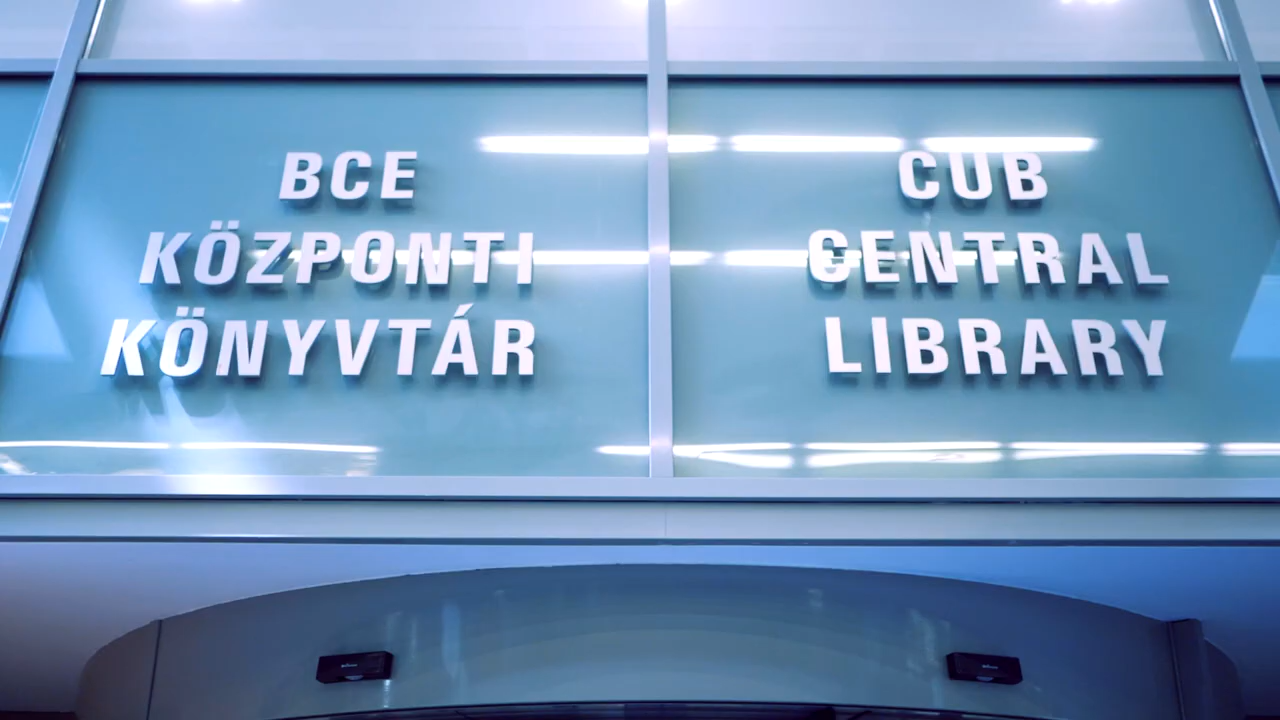 BCE
KÖZPONTI
KÖNYVTÁR
CUB
CENTRAL
LIBRARY